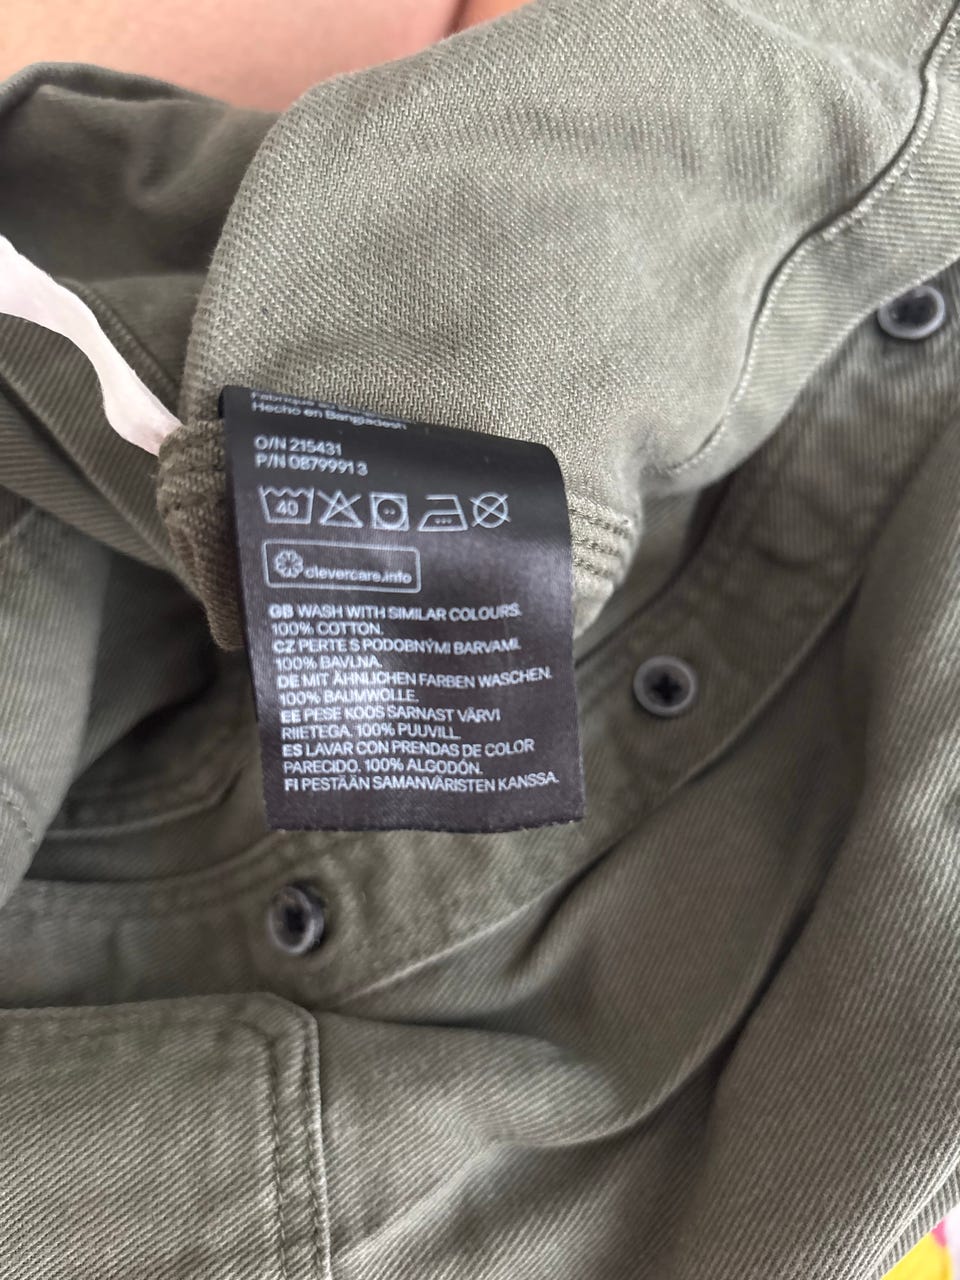 Hecho en Bangladesh
O/N 215431
P/N 0879991 3
40
clevercare.info
GB WASH WITH SIMILAR COLOURS.
100% COTTON.
CZ PERTE S PODOBNÝMI BARVAMI.
100% BAVLNA.
DE MIT ÄHNLICHEN FARBEN WASCHEN.
100% BAUMWOLLE.
EE PESE KOOS SARNAST VÄRVI
RIIETEGA. 100% PUUVILL.
ES LAVAR CON PRENDAS DE COLOR
PARECIDO. 100% ALGODÓN.
FI PESTÄÄN SAMANVÄRISTEN KANSSA.